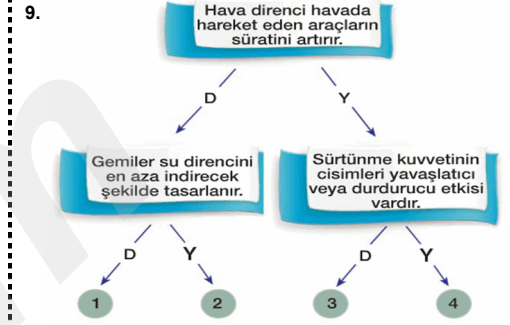 9.
Hava direnci havada
hareket eden araçların
süratini artırır.
D
Y
Gemiler su direncini
en aza indirecek
şekilde tasarlanır.
Sürtünme kuvvetinin
cisimleri yavaşlatıcı
veya durdurucu etkisi
vardır.
D
Y
D
Y
1
2
3
4